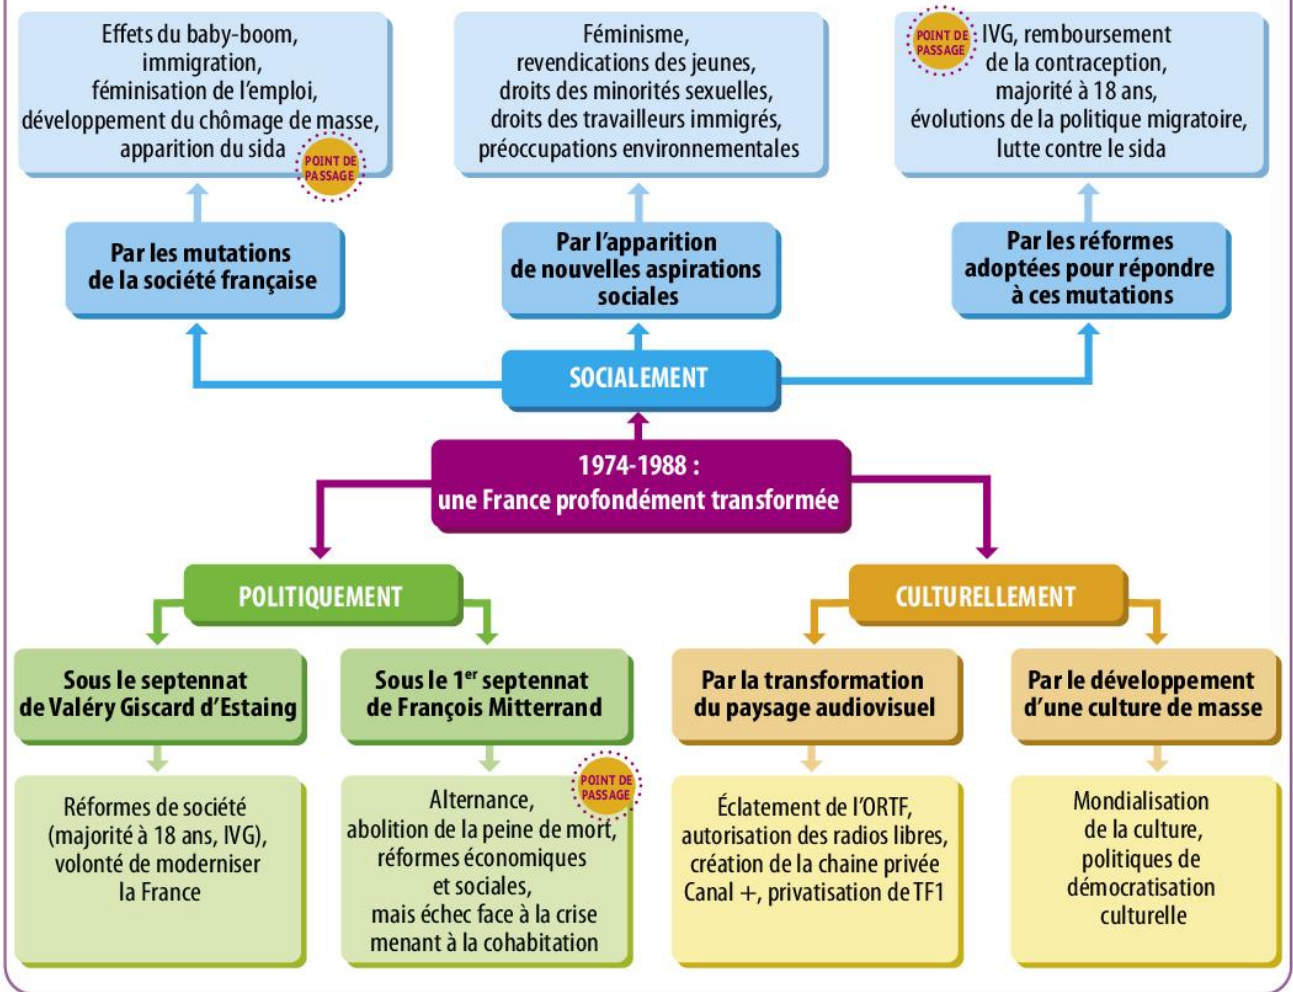 Effets du baby-boom,
immigration,
féminisation de l'emploi,
développement du chômage de masse,
apparition du sida
POINT DE
PASSAGE
Féminisme,
revendications des jeunes,
droits des minorités sexuelles,
droits des travailleurs immigrés,
préoccupations environnementales
POINT DE
PASSAGE
IVG, remboursement
de la contraception,
majorité à 18 ans,
évolutions de la politique migratoire,
lutte contre le sida
Par les mutations
de la société française
Par l'apparition
de nouvelles aspirations
sociales
Par les réformes
adoptées pour répondre
à ces mutations
SOCIALEMENT
1974-1988 :
une France profondément transformée
POLITIQUEMENT
CULTURELLEMENT
Sous le septennat
de Valéry Giscard d'Estaing
Sous le 1er septennat
de François Mitterrand
Par la transformation
du paysage audiovisuel
Par le développement
d'une culture de masse
Réformes de société
(majorité à 18 ans, IVG),
volonté de moderniser
la France
POINT DE
PASSAGE
Alternance,
abolition de la peine de mort,
réformes économiques
et sociales,
mais échec face à la crise
menant à la cohabitation
Éclatement de l'ORTF,
autorisation des radios libres,
création de la chaine privée
Canal +, privatisation de TF1
Mondialisation
de la culture,
politiques de
démocratisation
culturelle